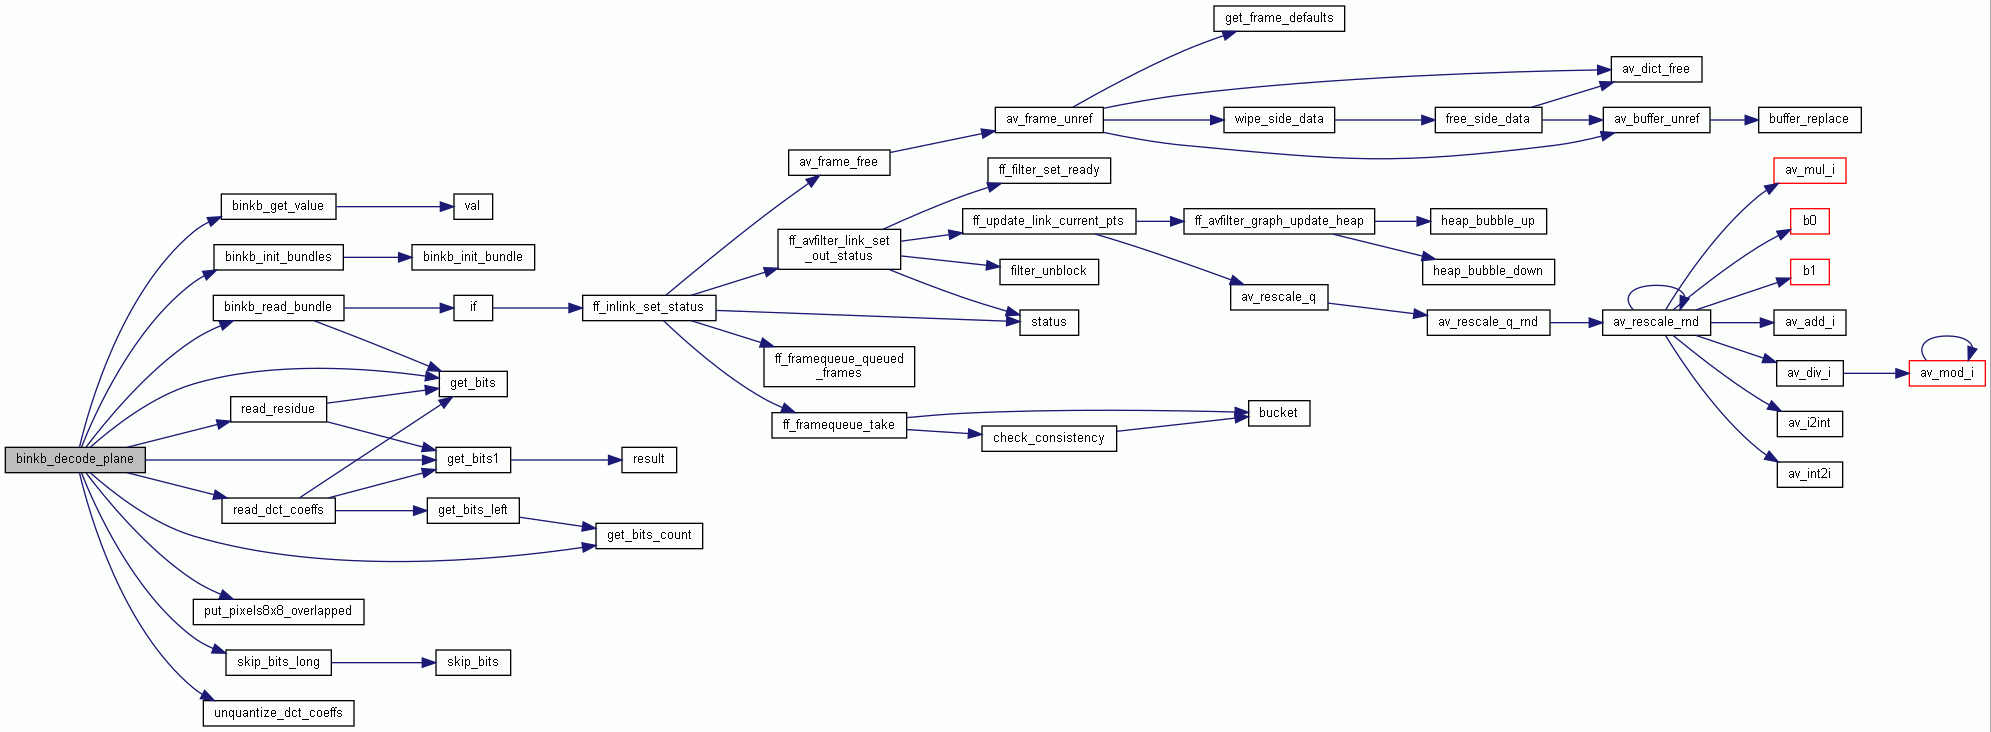 get_frame_defaults
av_dict_free
av_frame_unref
wipe_side_data
free_side_data
av_buffer_unref
buffer_replace
av_frame_free
ff_filter_set_ready
av_mul_i
binkb_get_value
val
ff_update_link_current_pts
ff_avfilter_graph_update_heap
heap_bubble_up
b0
ff_avfilter_link_set
_out_status
binkb_init_bundles
binkb_init_bundle
filter_unblock
heap_bubble_down
b1
av_rescale_q
binkb_read_bundle
if
ff_inlink_set_status
status
av_rescale_q_rnd
av_rescale_rnd
av_add_i
ff_framequeue_queued
_frames
av_div_i
av_mod_i
get_bits
read_residue
bucket
ff_framequeue_take
check_consistency
av_i2int
binkb_decode_plane
get_bits1
result
av_int2i
read_dct_coeffs
get_bits_left
get_bits_count
put_pixels8x8_overlapped
skip_bits_long
skip_bits
unquantize_dct_coeffs